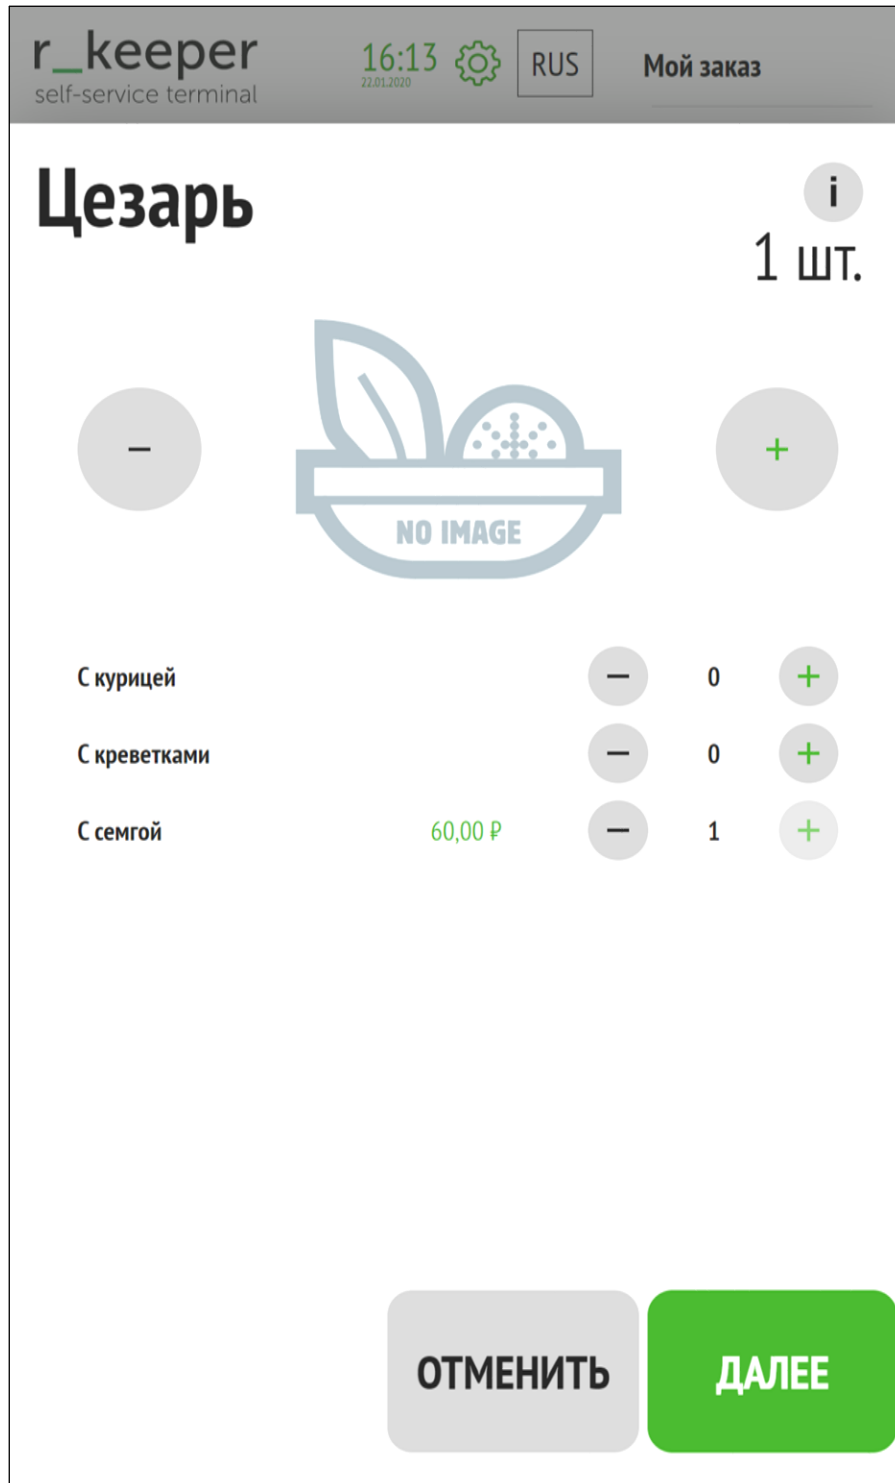 r_keeper
self-service terminal
16:13
22.01.2020
RUS
Мой заказ
Цезарь
i
1 шт.
–
+
NO IMAGE
С курицей – 0 +
С креветками – 0 +
С семгой 60,00 ₽ – 1 +
ОТМЕНИТЬ
ДАЛЕЕ